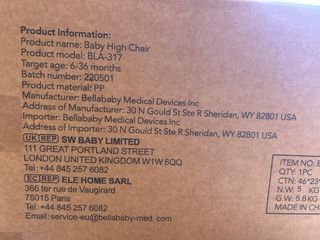 Product Information:
Product name: Baby High Chair
Product model: BLA-317
Target age: 6-36 months
Batch number: 220501
Product material: PP
Manufacturer: Bellababy Medical Devices Inc
Address of Manufacturer: 30 N Gould St Ste R Sheridan, WY 82801 USA
Importer: Bellababy Medical Devices Inc
Address of Importer: 30 N Gould St Ste R Sheridan, WY 82801 USA
UK REP SW BABY LIMITED
111 GREAT PORTLAND STREET
LONDON UNITED KINGDOM W1W 6QQ
Tel: +44 845 257 6082
EC REP ELE HOME SARL
366 ter rue de Vaugirard
75015 Paris
Tel: +44 845 257 6082
Email: service-eu@bellababy-med.com
ITEM NO:
QTY: 1PC
CTN: 46*23*
N.W: 5 K
G.W: 5.8KG
MADE IN CH